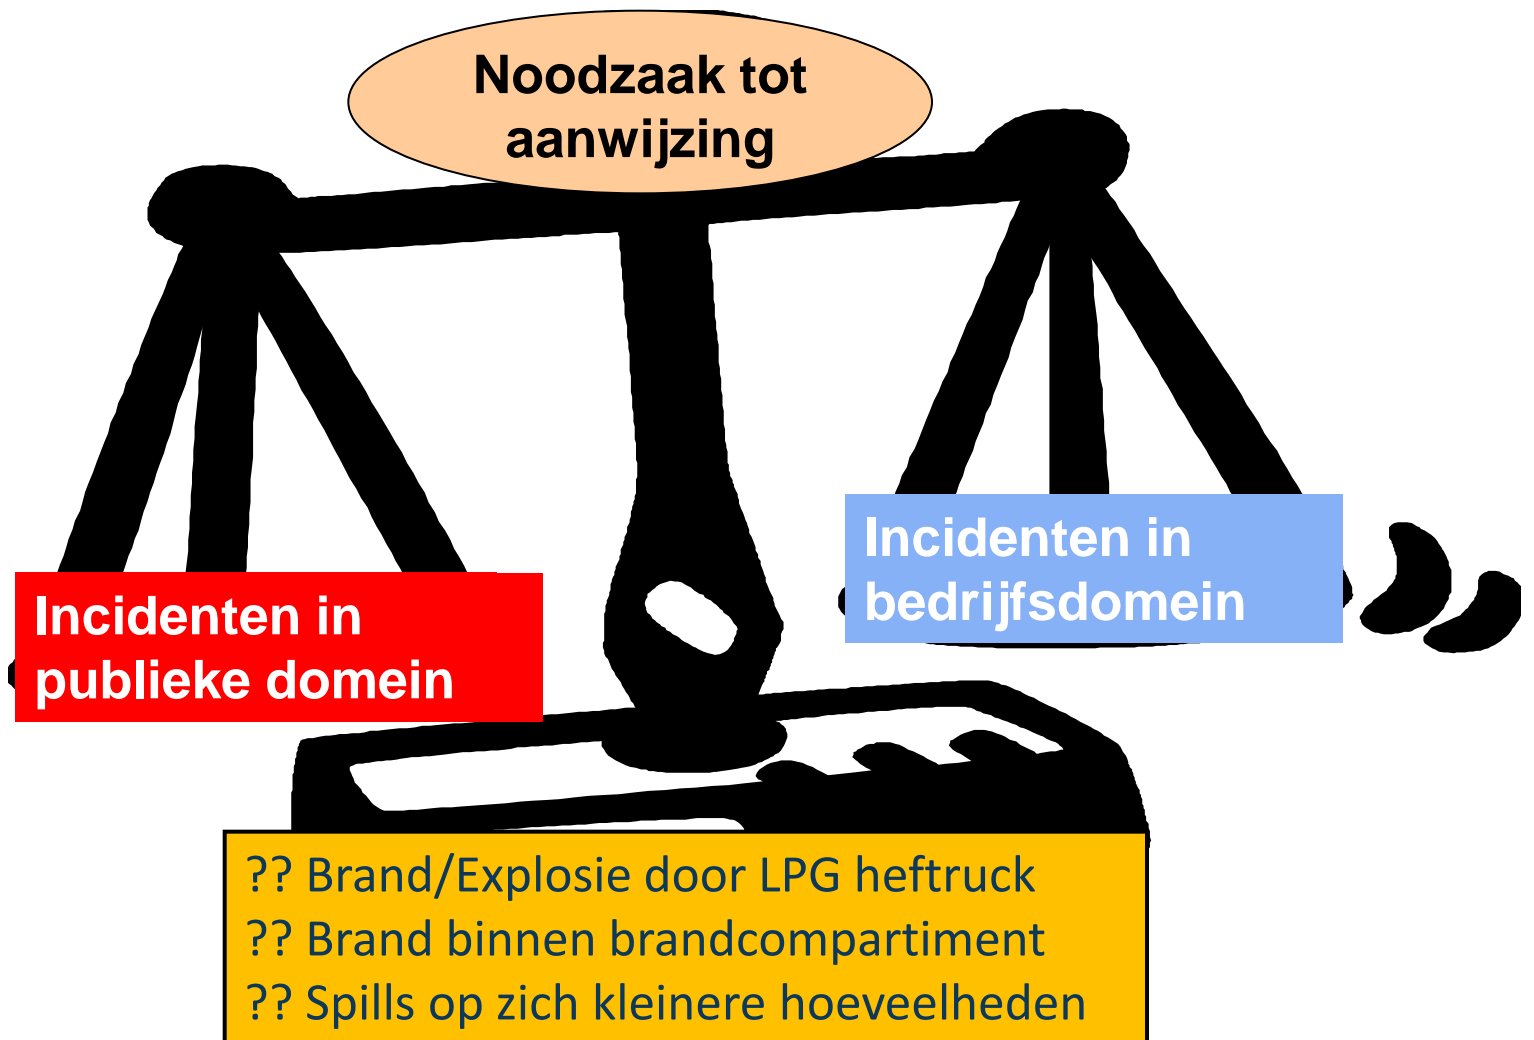 Noodzaak tot
aanwijzing
Incidenten in
bedrijfsdomein
Incidenten in
publieke domein
?? Brand/Explosie door LPG heftruck
?? Brand binnen brandcompartiment
?? Spills op zich kleinere hoeveelheden